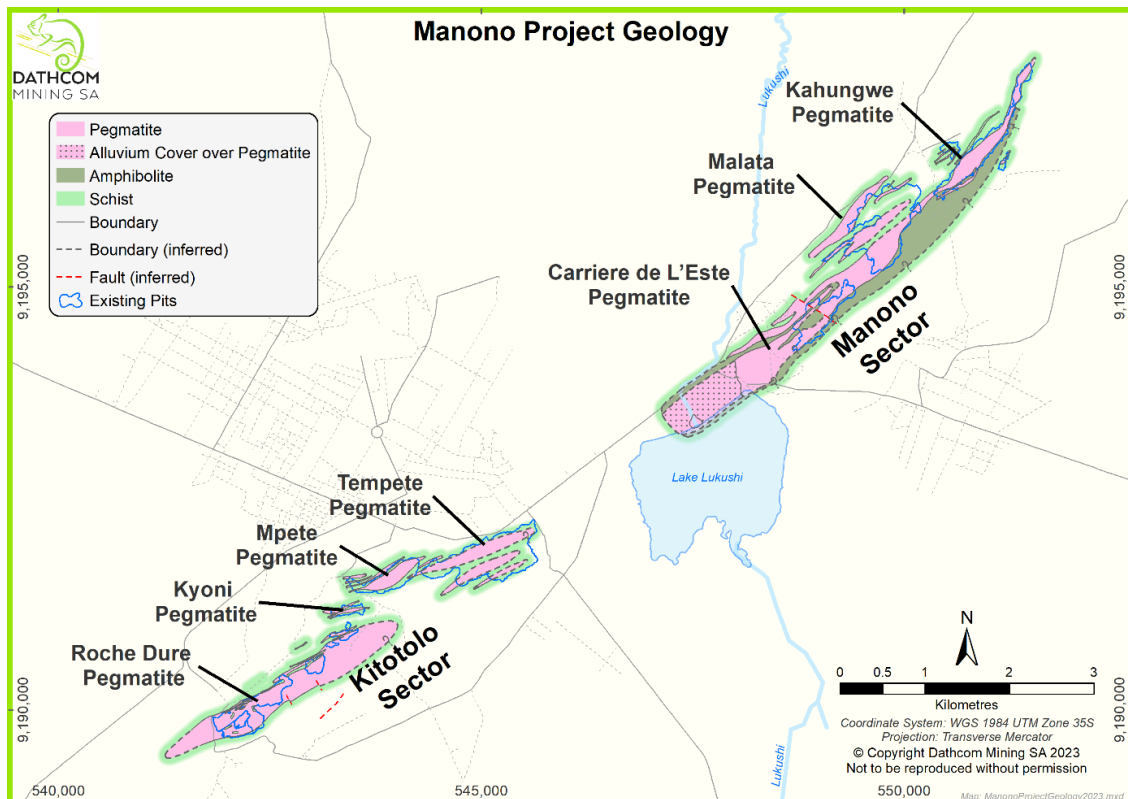 Manono Project Geology
DATHCOM
MINING SA
Pegmatite
Alluvium Cover over Pegmatite
Amphibolite
Schist
Boundary
Boundary (inferred)
Fault (inferred)
Existing Pits
Lukushi
Kahungwe
Pegmatite
Malata
Pegmatite
Carriere de L'Este
Pegmatite
Manono
Sector
9,195,000
9,195,000
Lake Lukushi
Tempete
Pegmatite
Mpete
Pegmatite
Kyoni
Pegmatite
Roche Dure
Pegmatite
Kitotolo
Sector
9,190,000
9,190,000
Lukushi
N
0 0.5 1 2 3
Kilometres
Coordinate System: WGS 1984 UTM Zone 35S
Projection: Transverse Mercator
© Copyright Dathcom Mining SA 2023
Not to be reproduced without permission
540,000
545,000
550,000
Map: ManonoProjectGeology2023.mxd